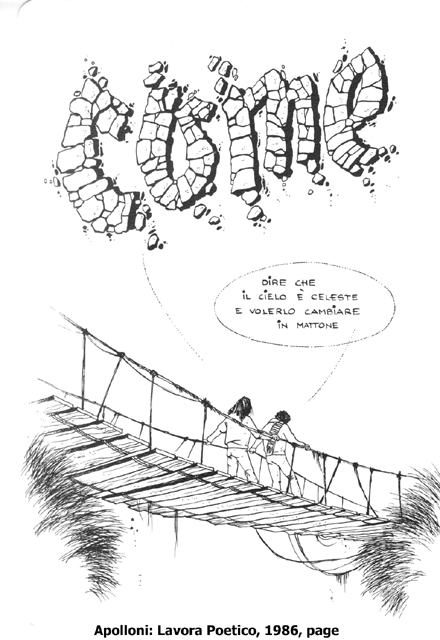 come
DIRE CHE
IL CIELO È CELESTE
E VOLERLO CAMBIARE
IN MATTONE
Apolloni: Lavora Poetico, 1986, page